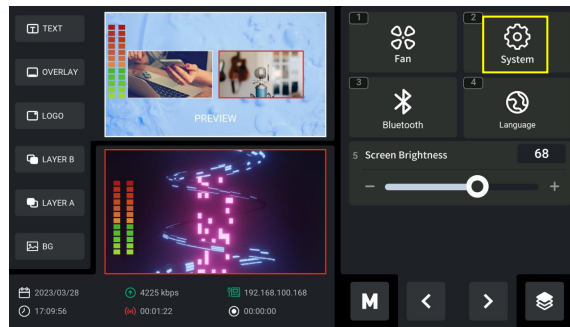 TEXT
OVERLAY
LOGO
LAYER B
LAYER A
BG
PREVIEW
2023/03/28
17:09:56
4225 kbps
00:01:22
192.168.100.168
00:00:00
1
Fan
2
System
3
Bluetooth
4
Language
5 Screen Brightness 68
− +
M < >